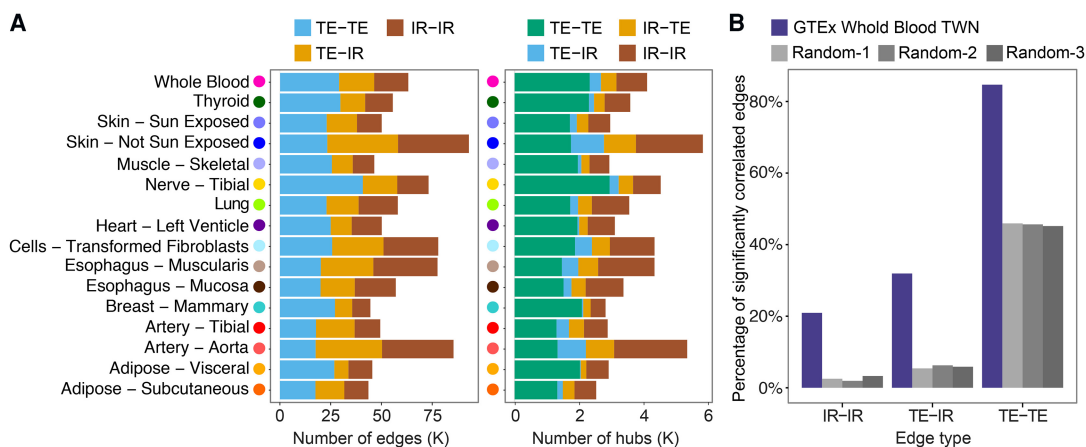 A
TE−TE
IR−IR
TE−IR
TE−TE
IR−TE
TE−IR
IR−IR
Whole Blood
Thyroid
Skin − Sun Exposed
Skin − Not Sun Exposed
Muscle − Skeletal
Nerve − Tibial
Lung
Heart − Left Venticle
Cells − Transformed Fibroblasts
Esophagus − Muscularis
Esophagus − Mucosa
Breast − Mammary
Artery − Tibial
Artery − Aorta
Adipose − Visceral
Adipose − Subcutaneous
0 25 50 75
Number of edges (K)
0 2 4 6
Number of hubs (K)
B
GTEx Whold Blood TWN
Random-1 Random-2 Random-3
Percentage of significantly correlated edges
80%
60%
40%
20%
0%
IR−IR TE−IR TE−TE
Edge type